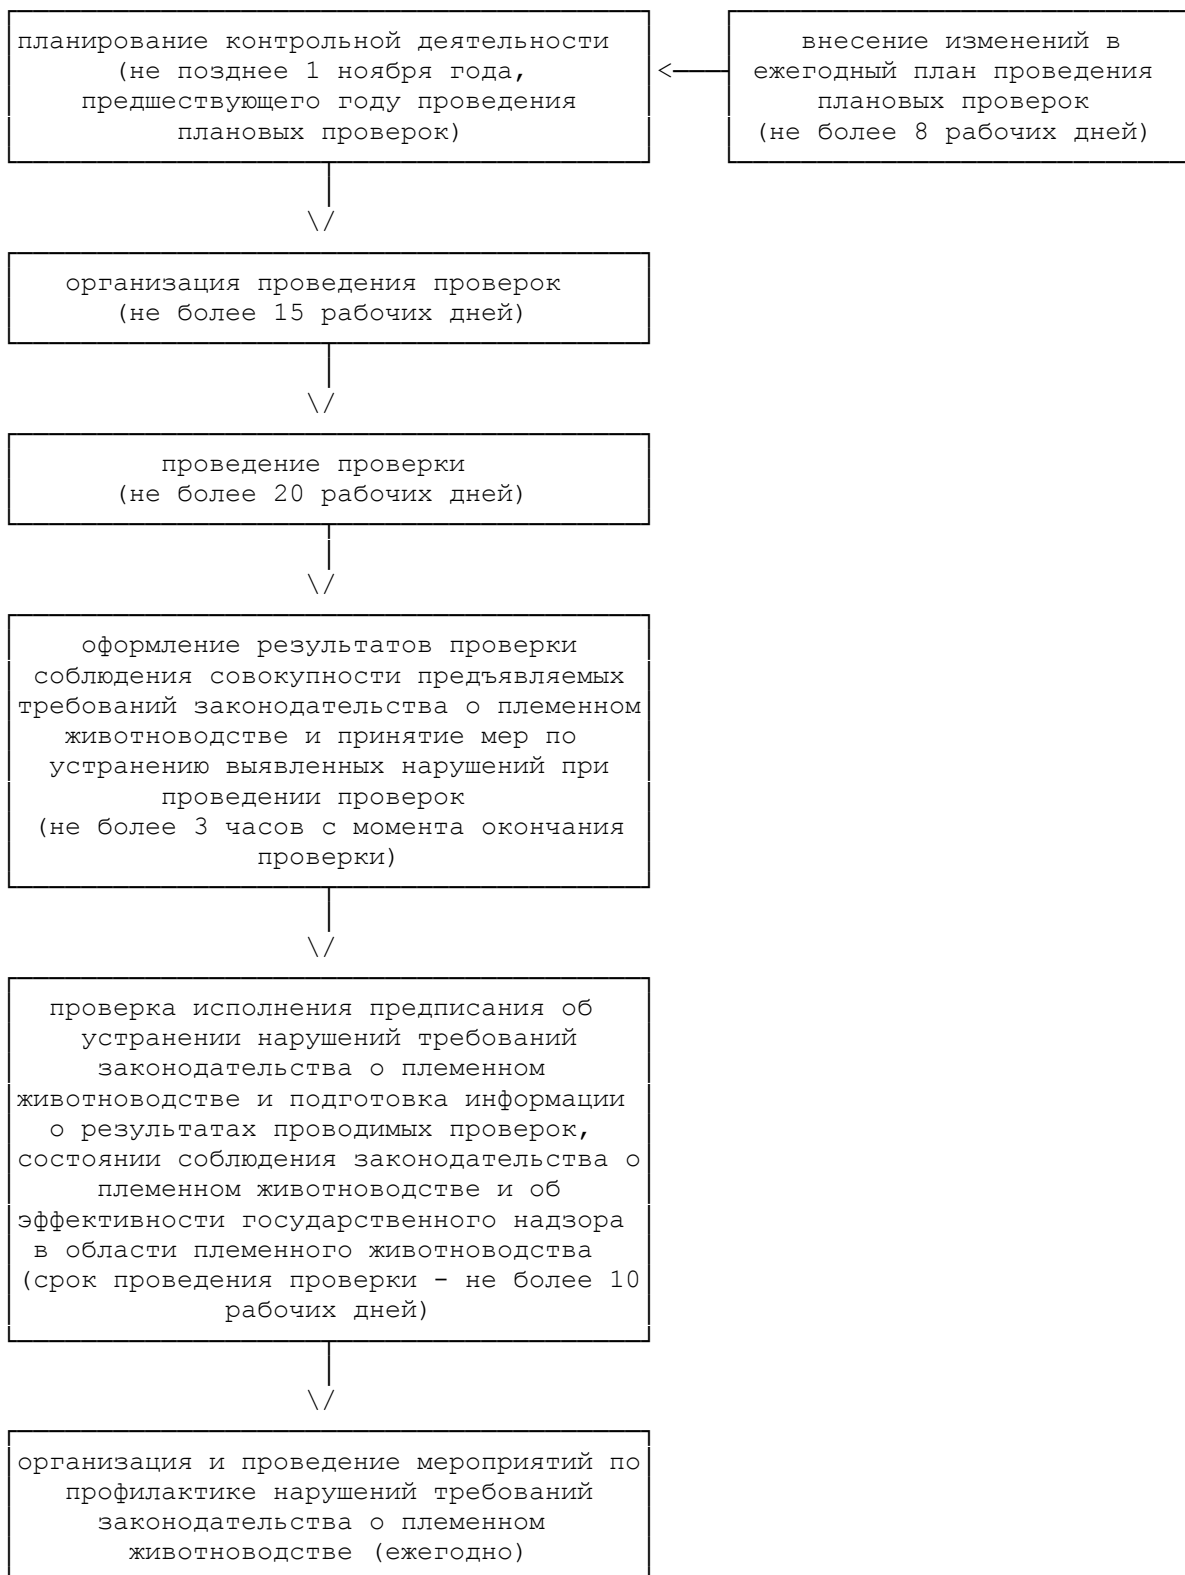 планирование контрольной деятельности
(не позднее 1 ноября года,
предшествующего году проведения
плановых проверок)
<
внесение изменений в
ежегодный план проведения
плановых проверок
(не более 8 рабочих дней)
\/
организация проведения проверок
(не более 15 рабочих дней)
\/
проведение проверки
(не более 20 рабочих дней)
\/
оформление результатов проверки
соблюдения совокупности предъявляемых
требований законодательства о племенном
животноводстве и принятие мер по
устранению выявленных нарушений при
проведении проверок
(не более 3 часов с момента окончания
проверки)
\/
проверка исполнения предписания об
устранении нарушений требований
законодательства о племенном
животноводстве и подготовка информации
о результатах проводимых проверок,
состоянии соблюдения законодательства о
племенном животноводстве и об
эффективности государственного надзора
в области племенного животноводства
(срок проведения проверки - не более 10
рабочих дней)
\/
организация и проведение мероприятий по
профилактике нарушений требований
законодательства о племенном
животноводстве (ежегодно)